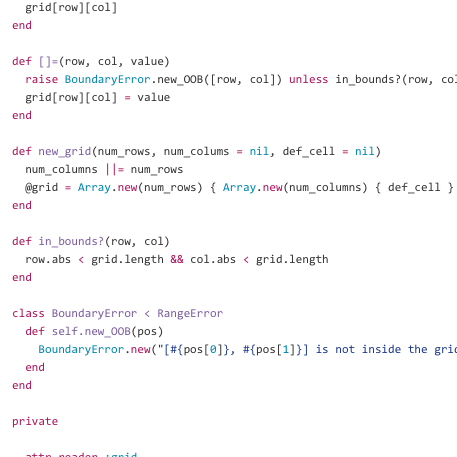 grid[row][col]
end
def []=(row, col, value)
raise BoundaryError.new_OOB([row, col]) unless in_bounds?(row, co
grid[row][col] = value
end
def new_grid(num_rows, num_colums = nil, def_cell = nil)
num_columns ||= num_rows
@grid = Array.new(num_rows) { Array.new(num_columns) { def_cell }
end
def in_bounds?(row, col)
row.abs < grid.length && col.abs < grid.length
end
class BoundaryError < RangeError
def self.new_OOB(pos)
BoundaryError.new("[#{pos[0]}, #{pos[1]}] is not inside the gri
end
end
private
attr_reader :grid